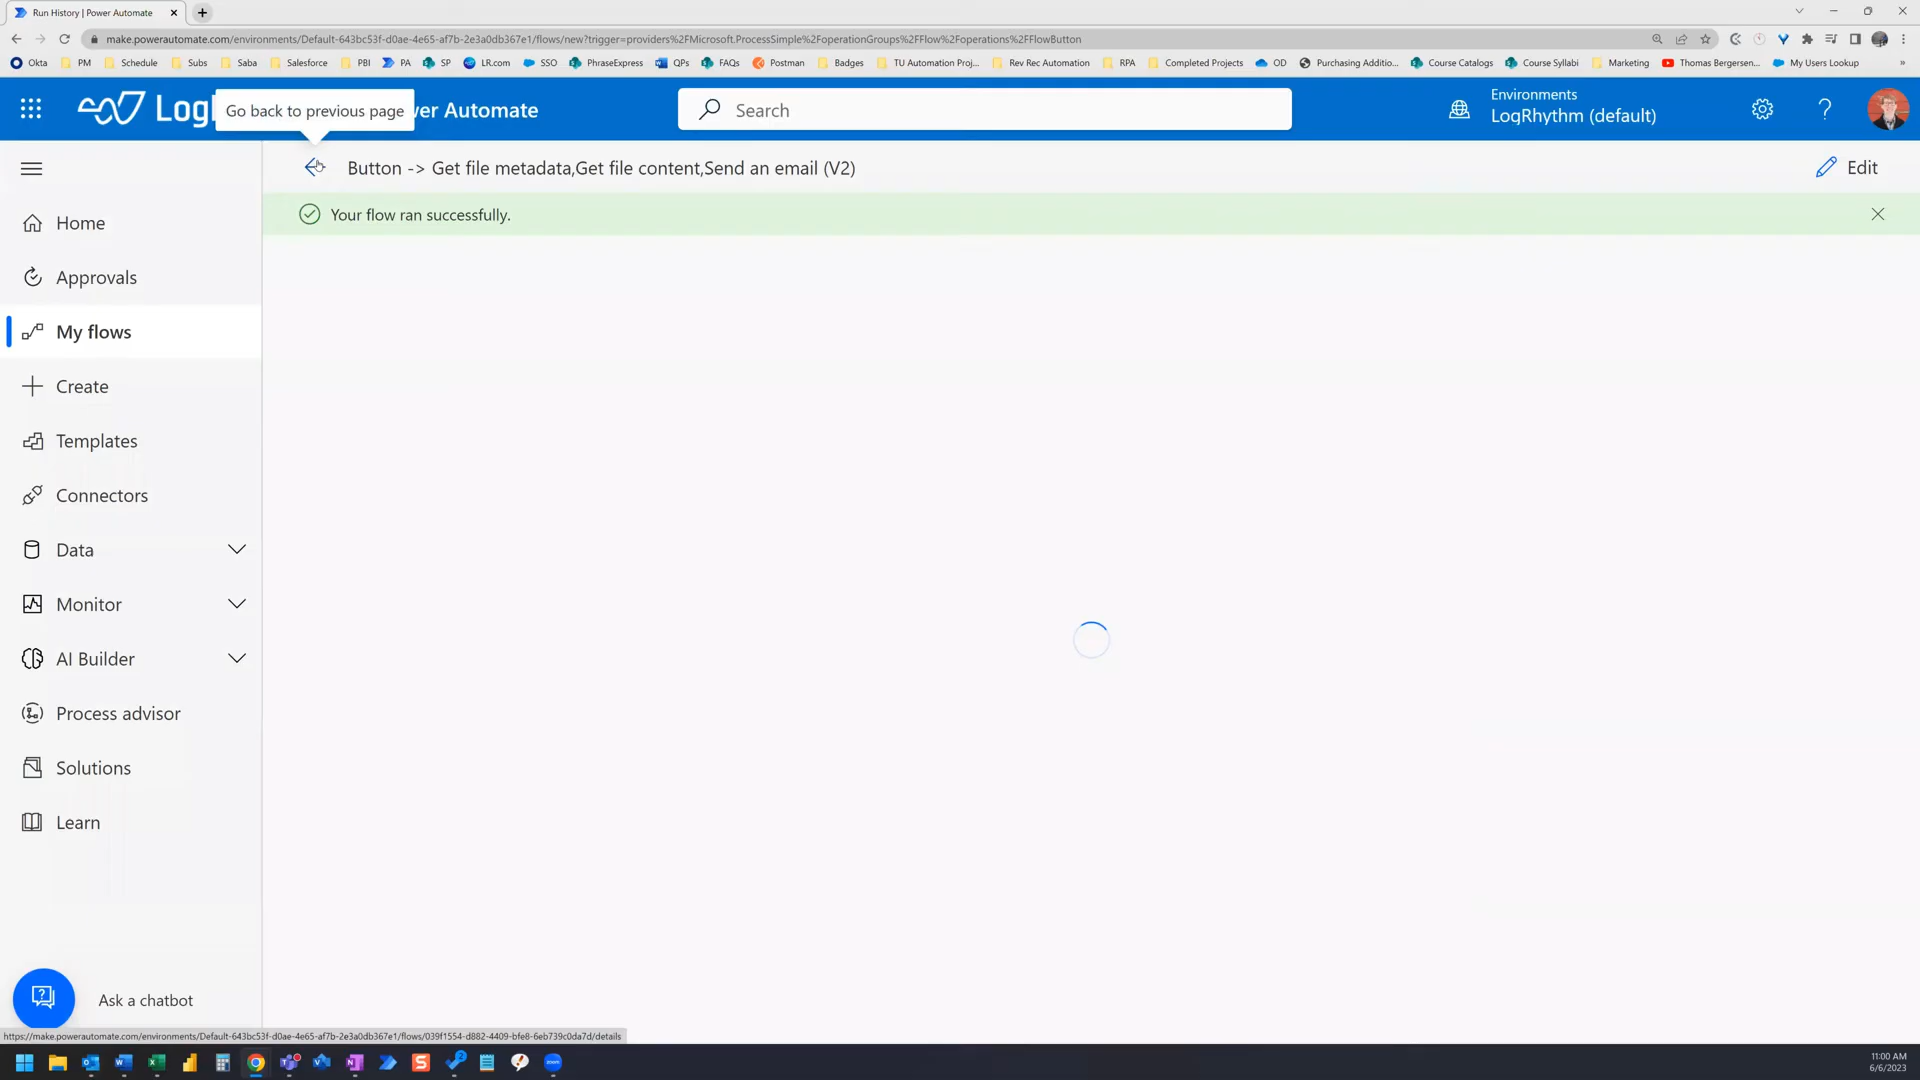 Run History | Power Automate
make.powerautomate.com/environments/Default-643bc53f-d0ae-4e65-af7b-2e3a0db367e1/flows/new?trigger=providers%2FMicrosoft.ProcessSimple%2FoperationGroups%2FFlow%2Foperations%2FFlowButton
Okta PM Schedule Subs Saba Salesforce PBI PA SP LR.com SSO PhraseExpress QPs FAQs Postman Badges TU Automation Proj... Rev Rec Automation RPA Completed Projects OD Purchasing Additio... Course Catalogs Course Syllabi Marketing Thomas Bergersen... My Users Lookup
Log
Go back to previous page
ver Automate
Search
Environments
LogRhythm (default)
Button -> Get file metadata,Get file content,Send an email (V2)
Edit
Your flow ran successfully.
Home
Approvals
My flows
Create
Templates
Connectors
Data
Monitor
AI Builder
Process advisor
Solutions
Learn
Ask a chatbot
https://make.powerautomate.com/environments/Default-643bc53f-d0ae-4e65-af7b-2e3a0db367e1/flows/039f1554-d882-4409-bfe8-6eb739c0da7d/details
11:00 AM
6/6/2023